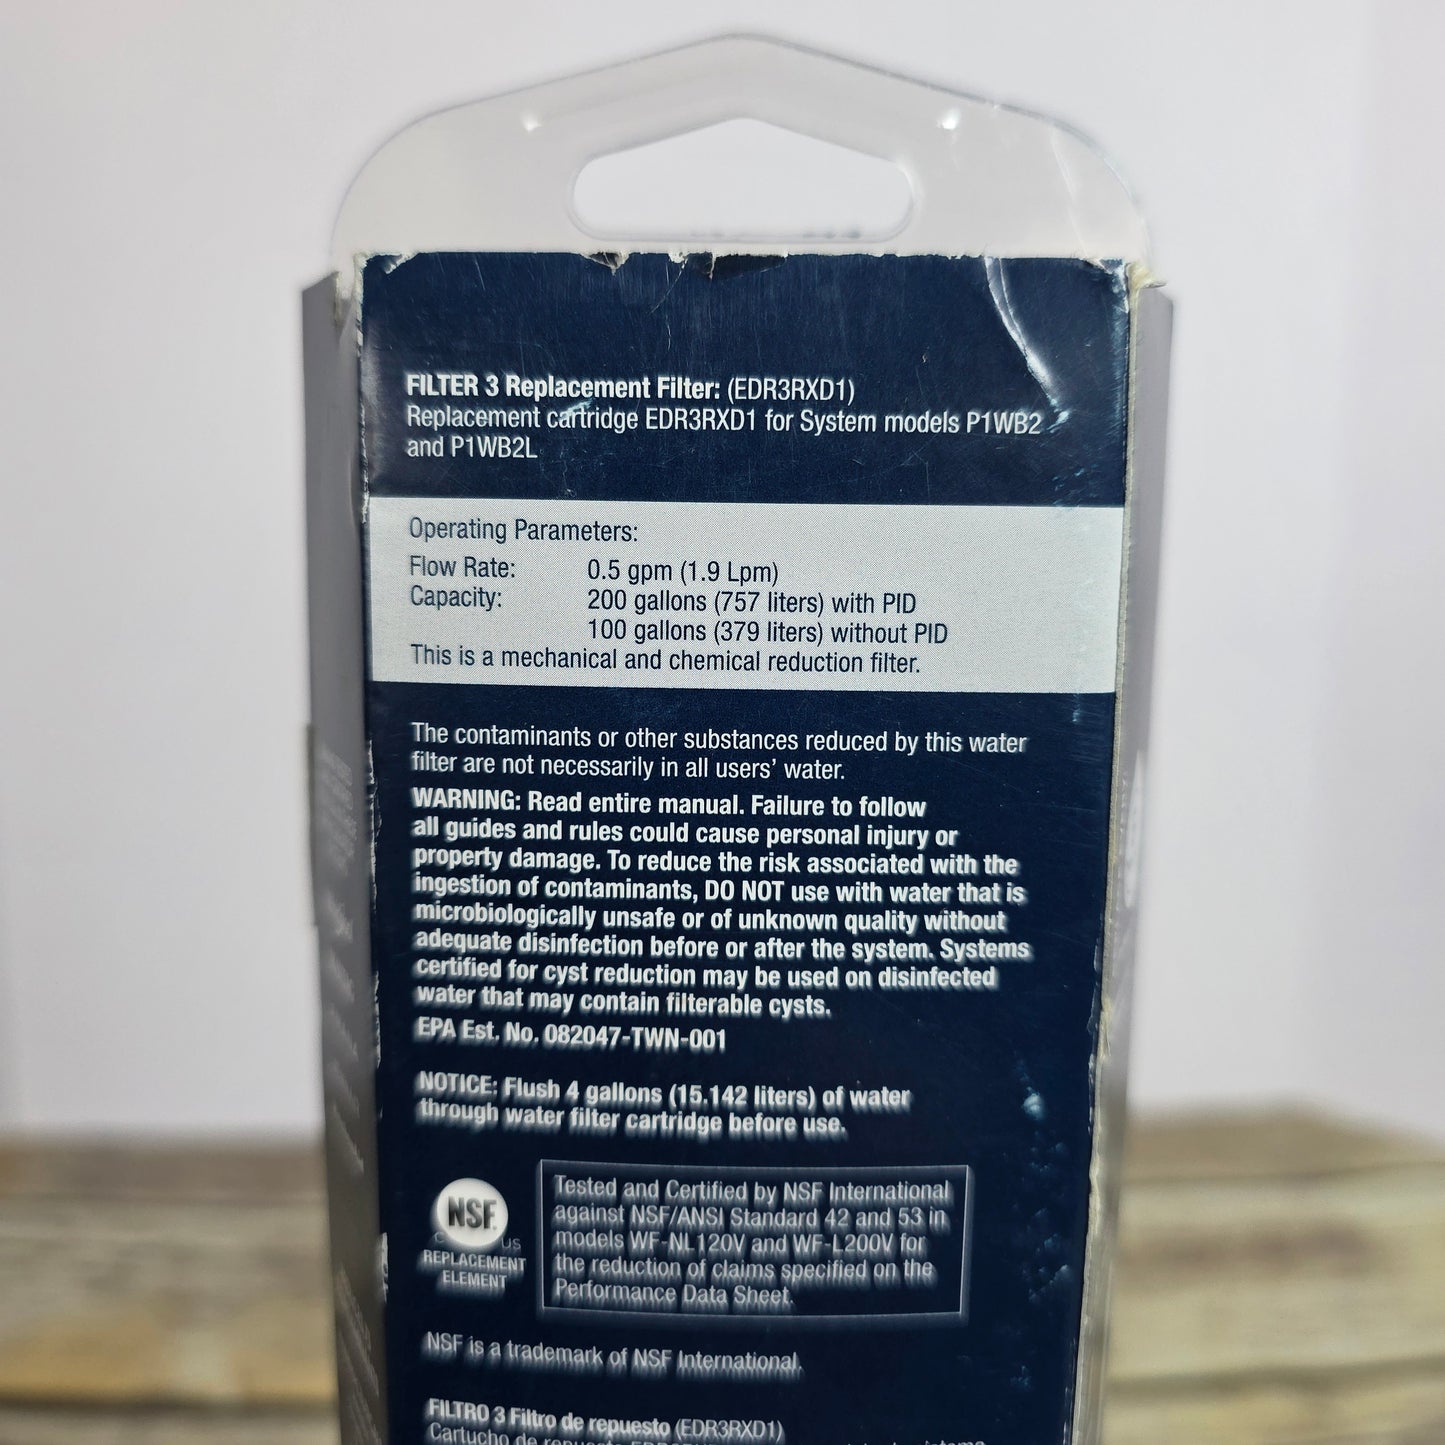 FILTER 3 Replacement Filter: (EDR3RXD1)
Replacement cartridge EDR3RXD1 for System models P1WB2
and P1WB2L
Operating Parameters:
Flow Rate: 0.5 gpm (1.9 Lpm)
Capacity: 200 gallons (757 liters) with PID
100 gallons (379 liters) without PID
This is a mechanical and chemical reduction filter.
The contaminants or other substances reduced by this water
filter are not necessarily in all users’ water.
WARNING: Read entire manual. Failure to follow
all guides and rules could cause personal injury or
property damage. To reduce the risk associated with the
ingestion of contaminants, DO NOT use with water that is
microbiologically unsafe or of unknown quality without
adequate disinfection before or after the system. Systems
certified for cyst reduction may be used on disinfected
water that may contain filterable cysts.
EPA Est. No. 082047-TWN-001
NOTICE: Flush 4 gallons (15.142 liters) of water
through water filter cartridge before use.
NSF.
C US
REPLACEMENT
ELEMENT
Tested and Certified by NSF International
against NSF/ANSI Standard 42 and 53 in
models WF-NL120V and WF-L200V for
the reduction of claims specified on the
Performance Data Sheet.
NSF is a trademark of NSF International.
FILTRO 3 Filtro de repuesto (EDR3RXD1)
Cartucho de